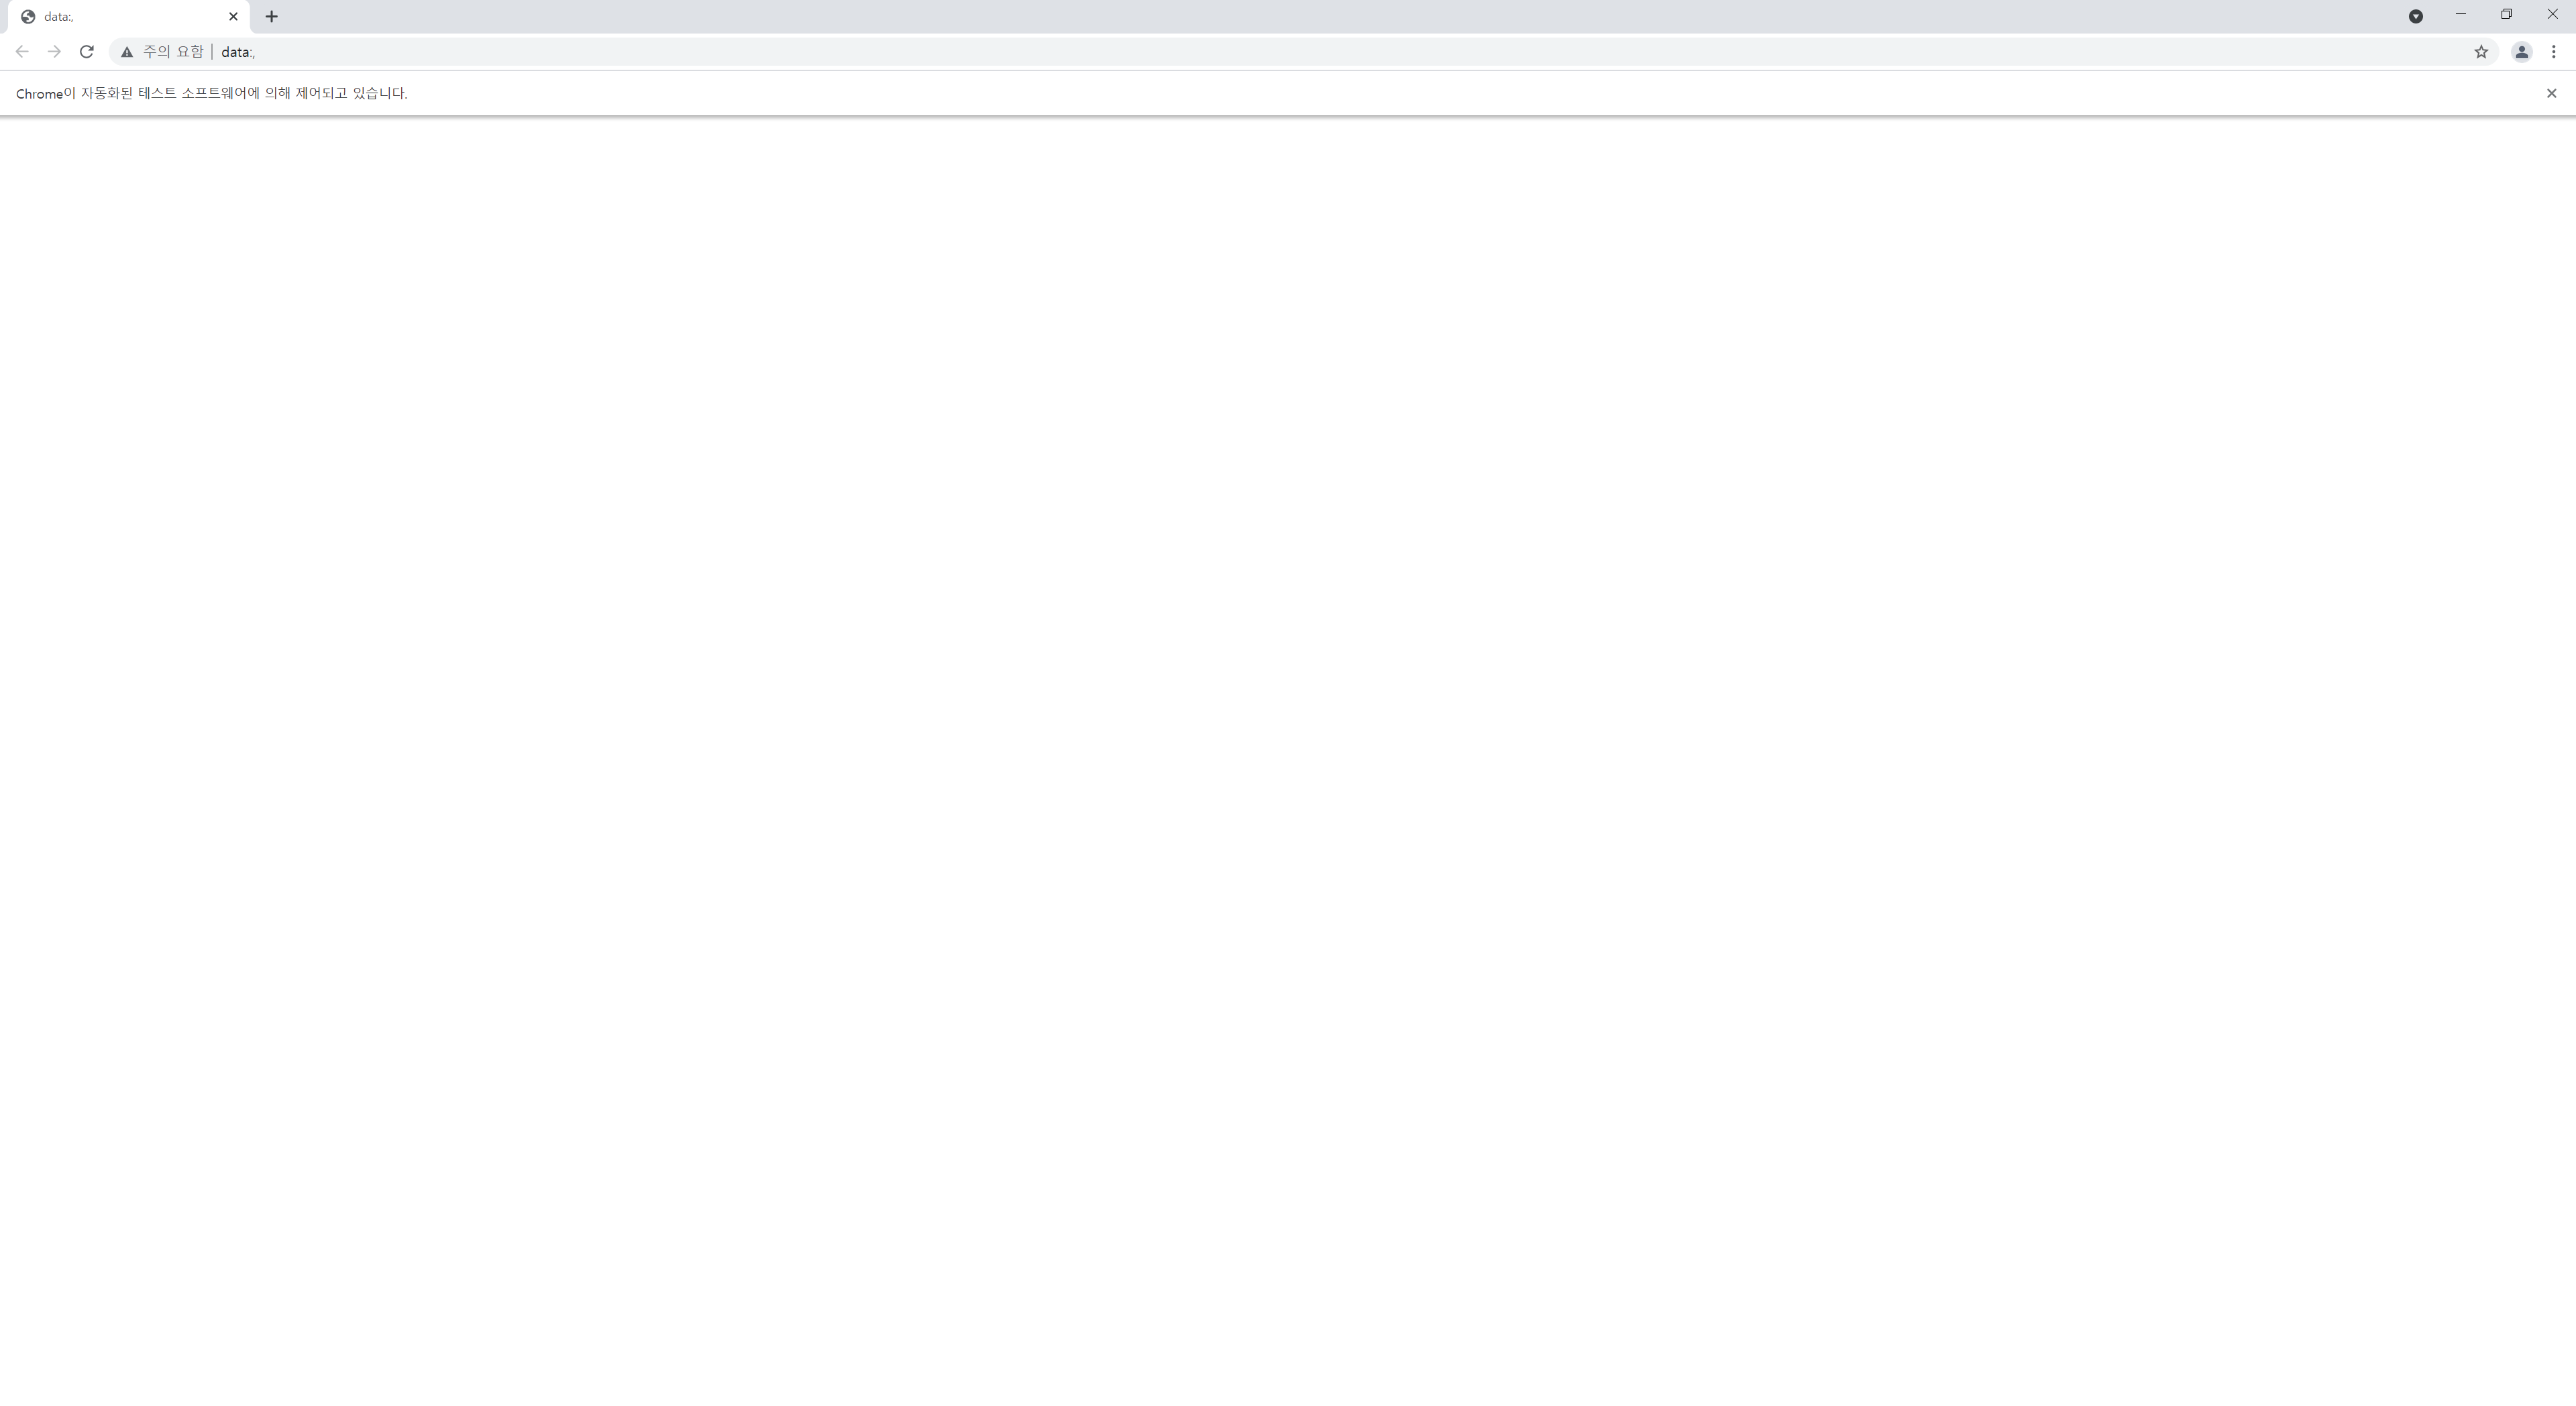 data:,
주의 요함 | data:,
Chrome이 자동화된 테스트 소프트웨어에 의해 제어되고 있습니다.